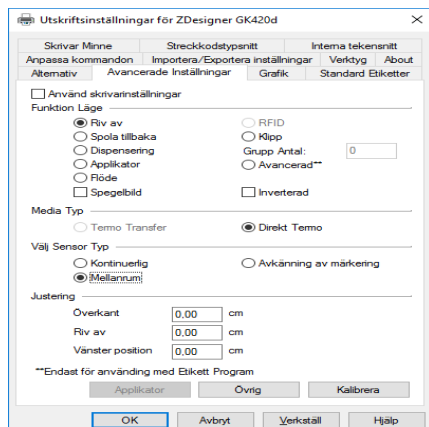 Utskriftsinställningar för ZDesigner GK420d
Skrivar Minne Streckkodstypsnitt Interna tekensnitt
Anpassa kommandon Importera/Exportera inställningar Verktyg About
Alternativ Avancerade Inställningar Grafik Standard Etiketter
Använd skrivarinställningar
Funktion Läge
Riv av RFID
Spola tillbaka Klipp
Dispensering Grupp Antal: 0
Applikator Avancerad**
Flöde
Spegelbild Inverterad
Media Typ
Termo Transfer Direkt Termo
Välj Sensor Typ
Kontinuerlig Avkänning av märkering
Mellanrum
Justering
Överkant 0,00 cm
Riv av 0,00 cm
Vänster position 0,00 cm
**Endast för använding med Etikett Program
Applikator Övrig Kalibrera
OK Avbryt Verkställ Hjälp